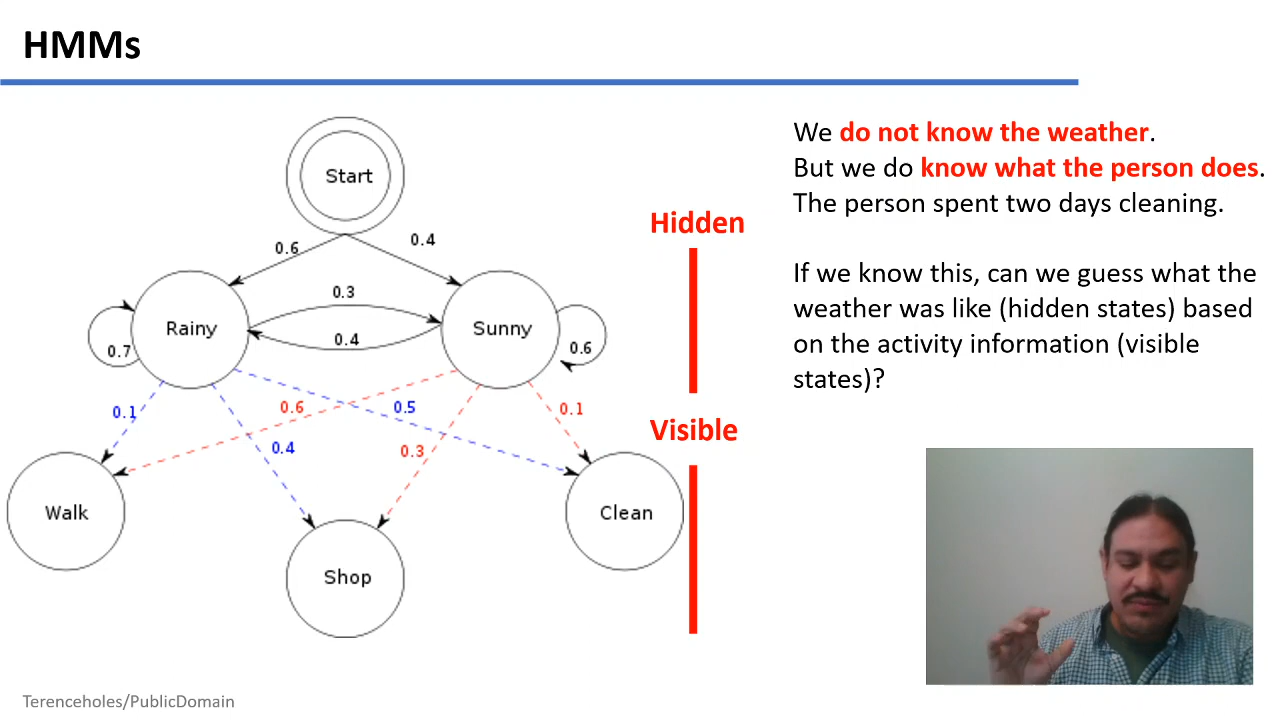 HMMs
Start
0.6
0.4
0.3
Rainy
Sunny
0.4
0.7
0.6
0.1
0.6
0.5
0.1
0.4
0.3
Walk
Clean
Shop
Hidden
Visible
We do not know the weather.
But we do know what the person does.
The person spent two days cleaning.
If we know this, can we guess what the
weather was like (hidden states) based
on the activity information (visible
states)?
Terenceholes/PublicDomain